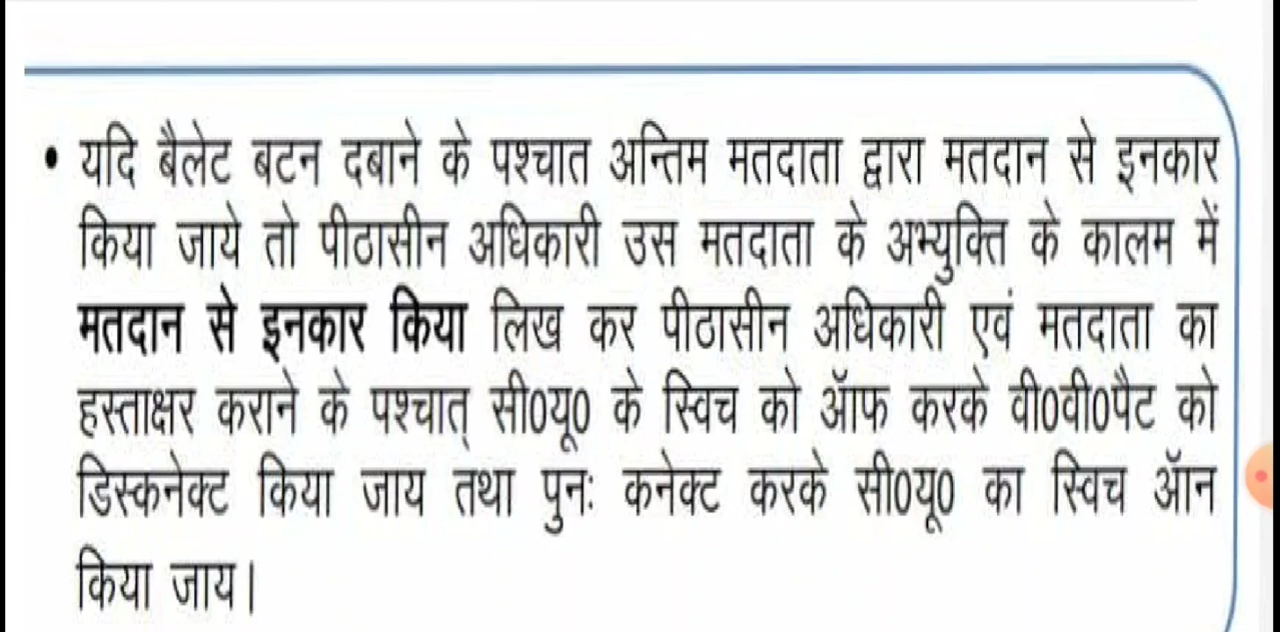 • यदि बैलेट बटन दबाने के पश्चात अन्तिम मतदाता द्वारा मतदान से इनकार
किया जाये तो पीठासीन अधिकारी उस मतदाता के अभ्युक्ति के कालम में
मतदान से इनकार किया लिख कर पीठासीन अधिकारी एवं मतदाता का
हस्ताक्षर कराने के पश्चात् सी0यू0 के स्विच को ऑफ करके वी0वी0पैट को
डिस्कनेक्ट किया जाय तथा पुनः कनेक्ट करके सी0यू0 का स्विच ऑन
किया जाय।